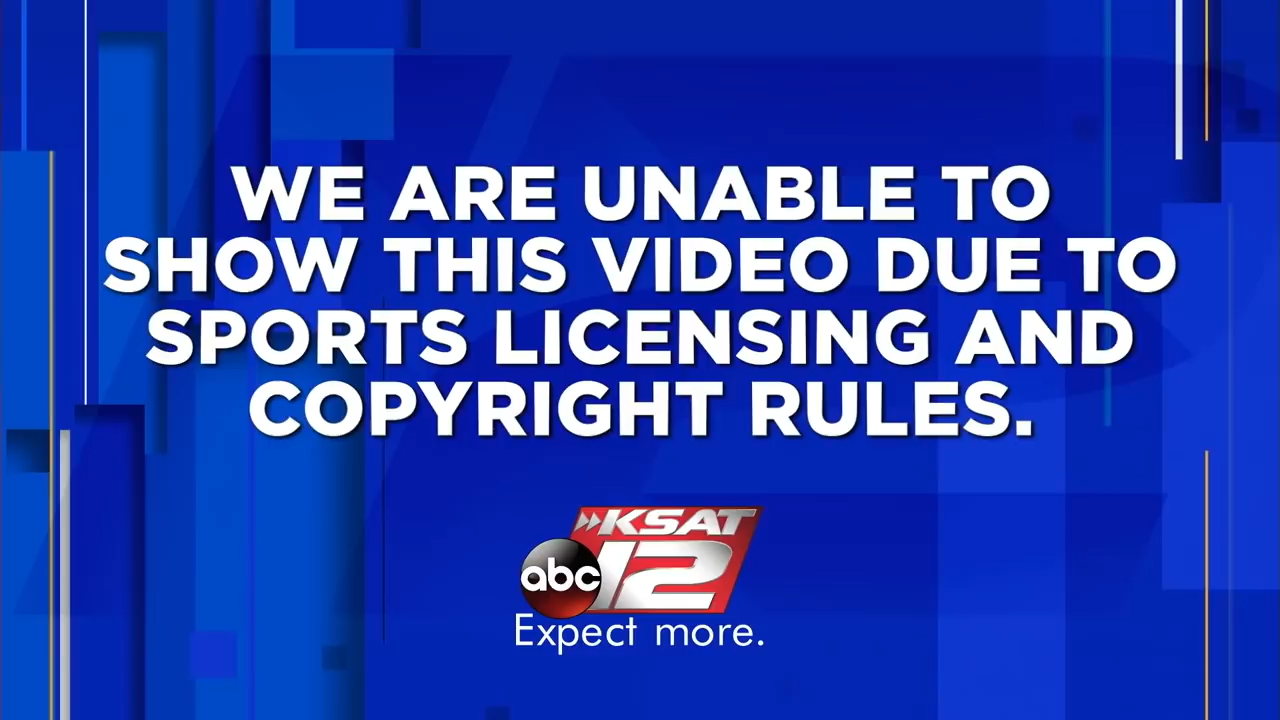 WE ARE UNABLE TO
SHOW THIS VIDEO DUE TO
SPORTS LICENSING AND
COPYRIGHT RULES.
KSAT
abc 12
Expect more.